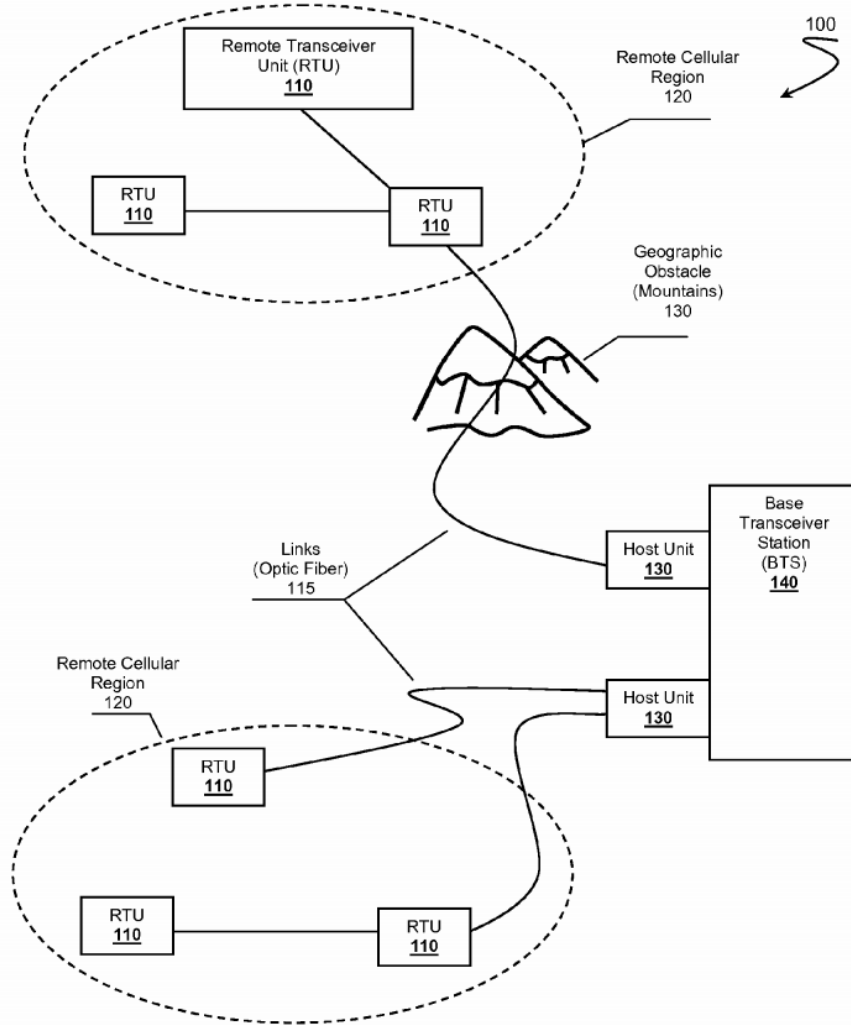 100
Remote Transceiver
Unit (RTU)
110
Remote Cellular
Region
120
RTU
110
RTU
110
Geographic
Obstacle
(Mountains)
130
Base
Transceiver
Station
(BTS)
140
Host Unit
130
Links
(Optic Fiber)
115
Remote Cellular
Region
120
Host Unit
130
RTU
110
RTU
110
RTU
110